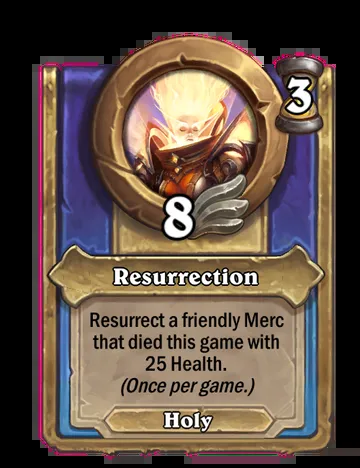 3
8
Resurrection
Resurrect a friendly Merc
that died this game with
25 Health.
(Once per game.)
Holy